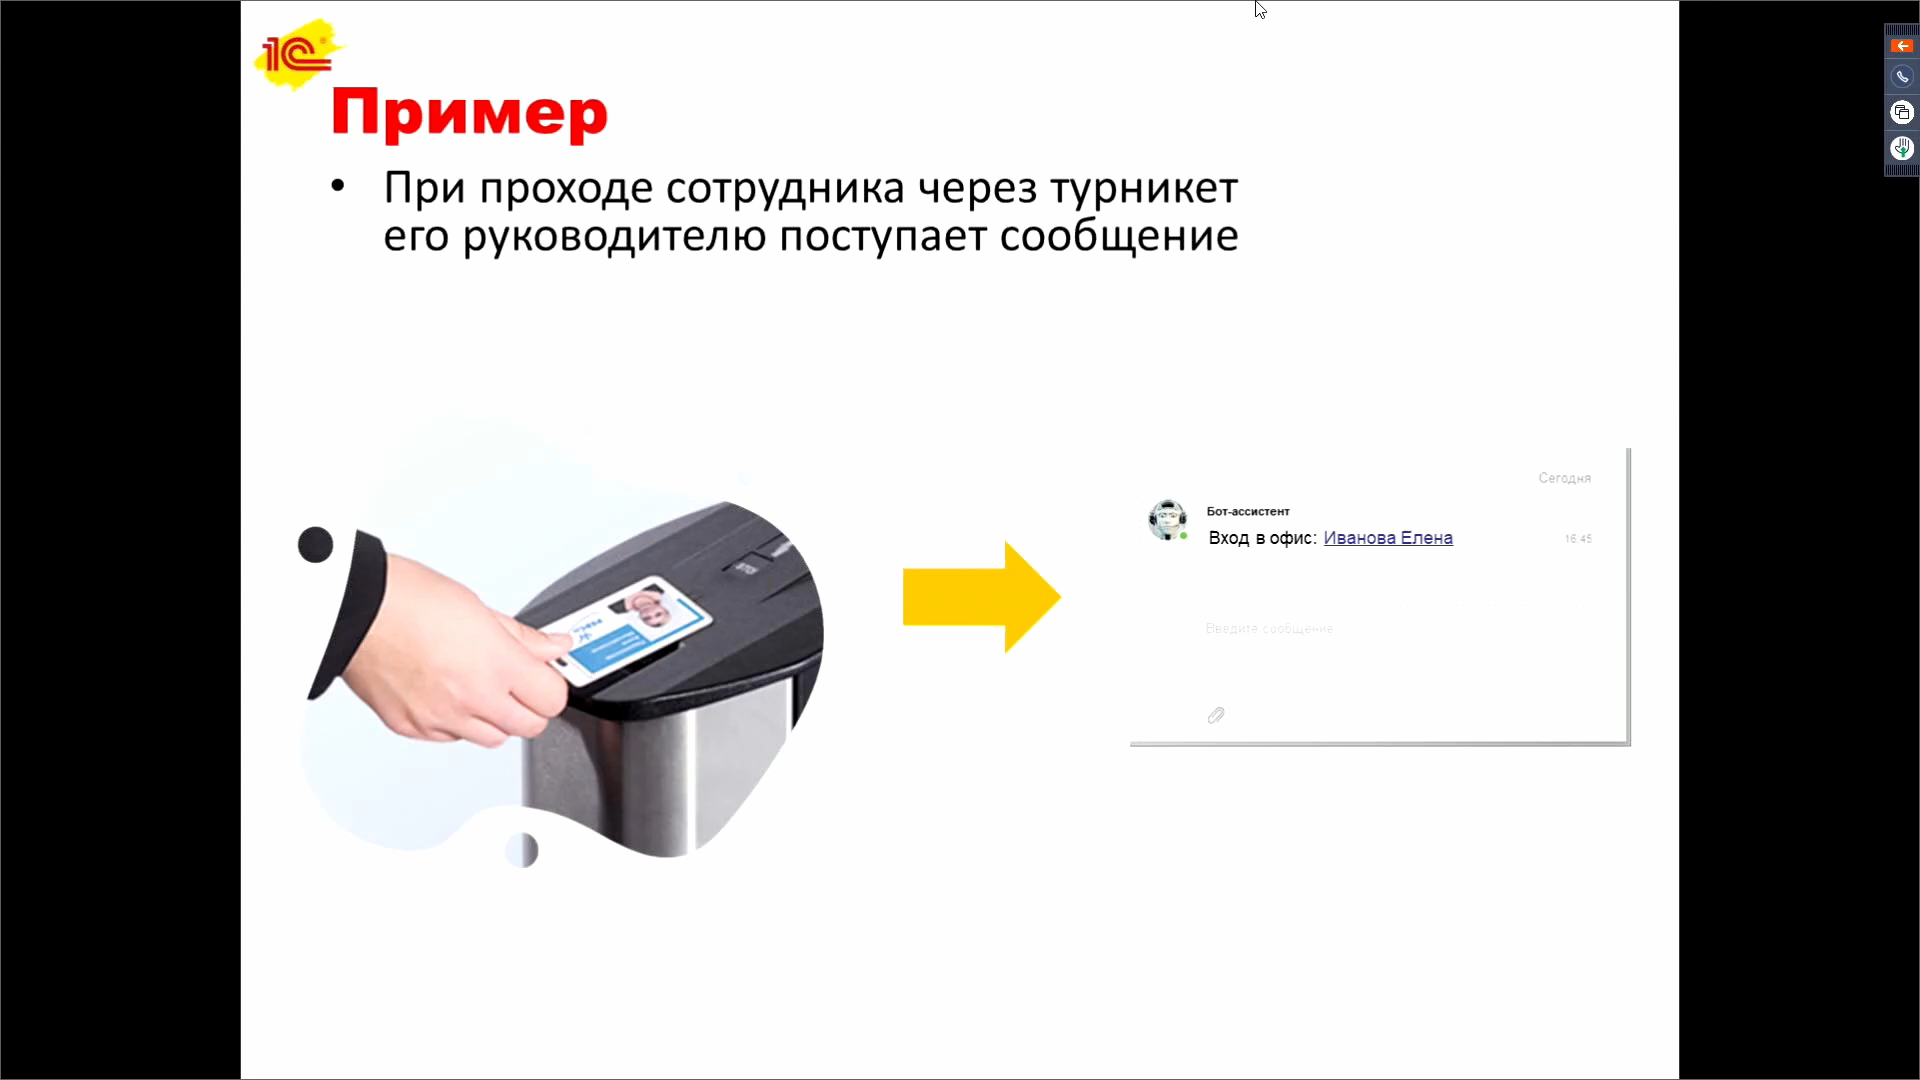 1С
Пример
• При проходе сотрудника через турникет
его руководителю поступает сообщение
Сегодня
Бот-ассистент
Вход в офис: Иванова Елена
16:45
Введите сообщение